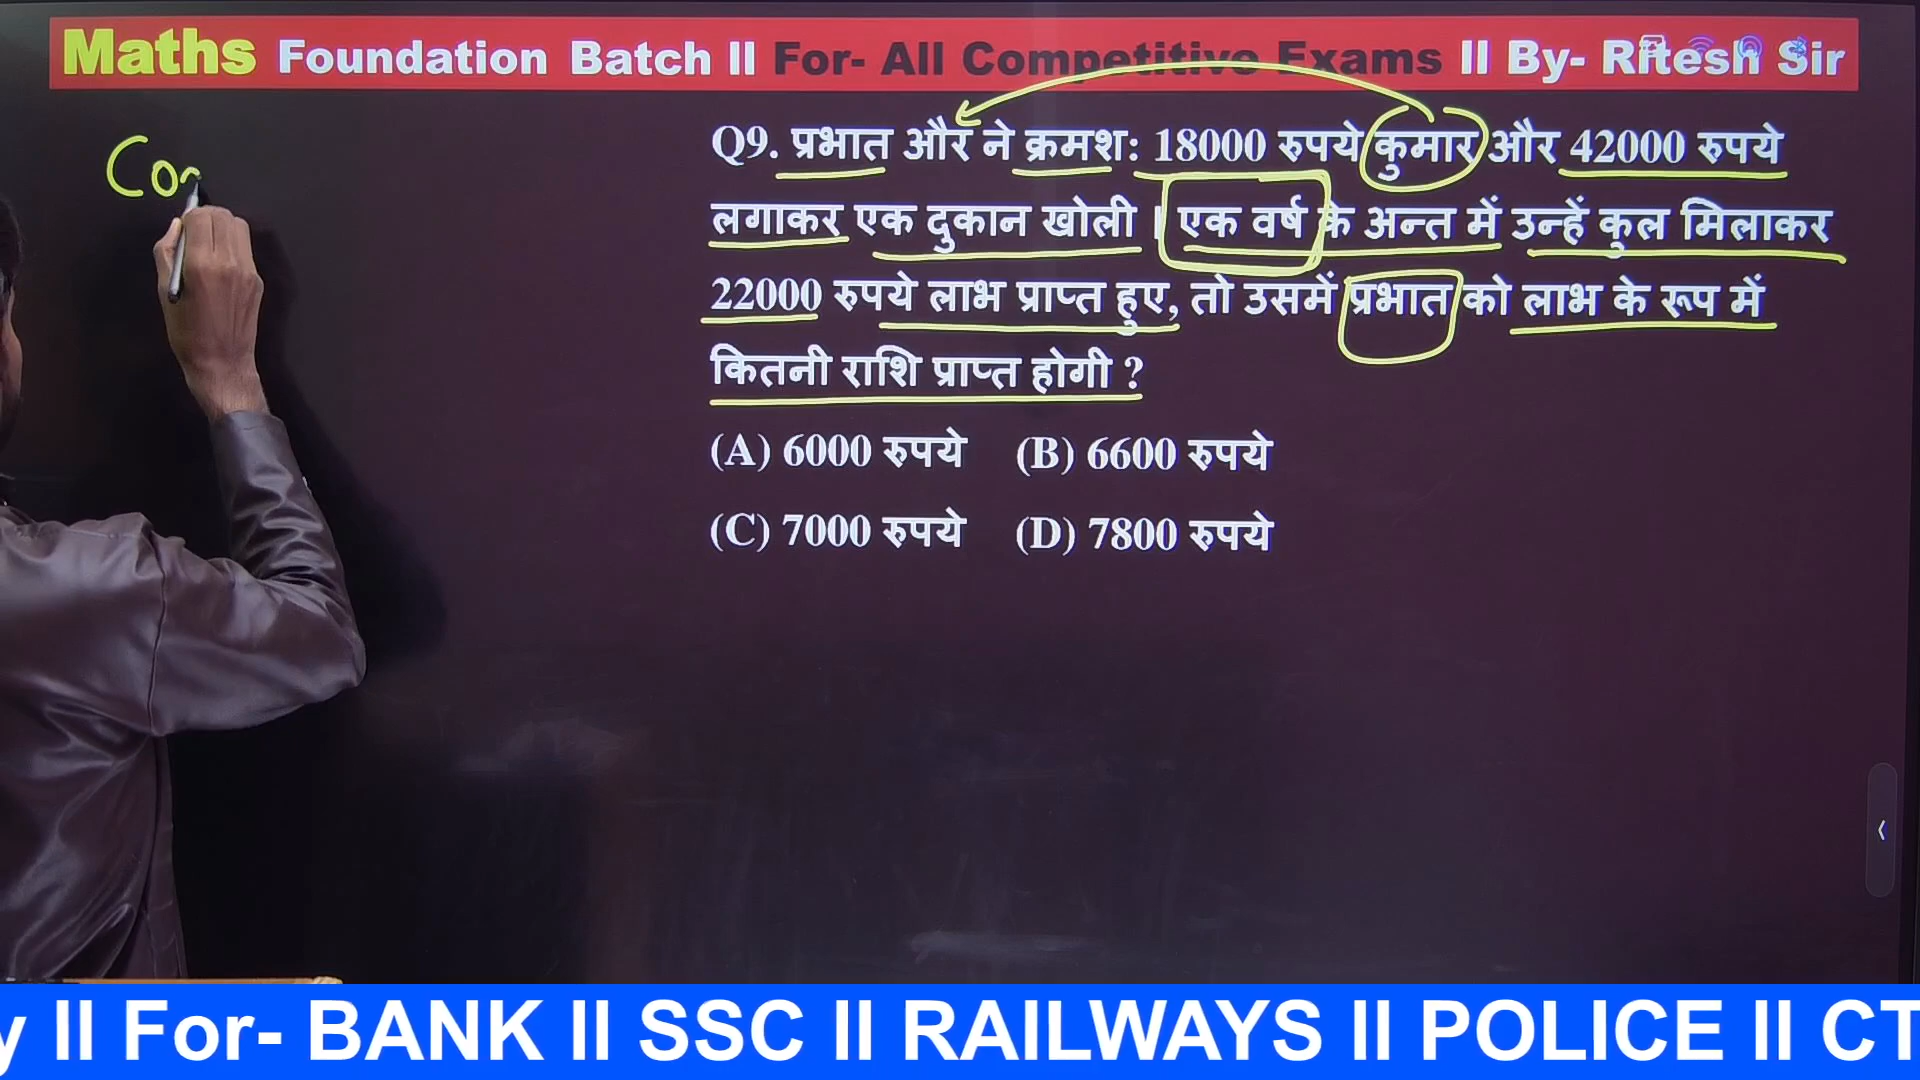 Maths Foundation Batch II For- All Competitive Exams II By- Ritesh Sir
Co
Q9. प्रभात और ने क्रमश: 18000 रुपये कुमार और 42000 रुपये
लगाकर एक दुकान खोली । एक वर्ष के अन्त में उन्हें कुल मिलाकर
22000 रुपये लाभ प्राप्त हुए, तो उसमें प्रभात को लाभ के रूप में
कितनी राशि प्राप्त होगी ?
(A) 6000 रुपये (B) 6600 रुपये
(C) 7000 रुपये (D) 7800 रुपये
y II For- BANK II SSC II RAILWAYS II POLICE II CT